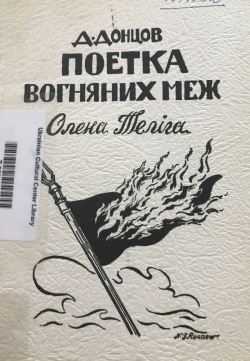 Д. ДОНЦОВ
ПОЕТКА
ВОГНЯНИХ МЕЖ
Олена Теліга
Ukrainian Cultural Center Library